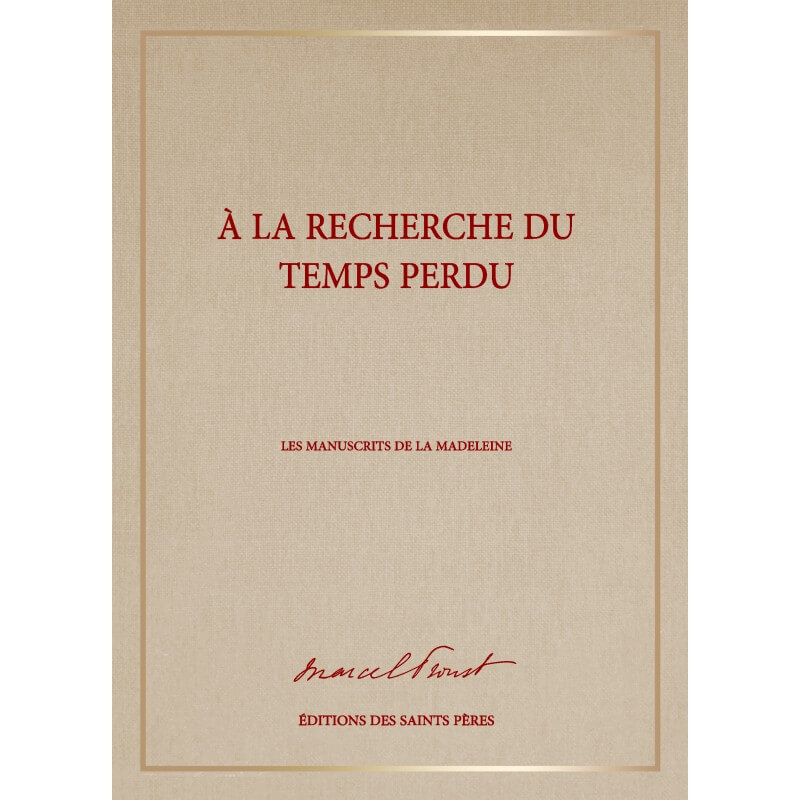 À LA RECHERCHE DU
TEMPS PERDU
LES MANUSCRITS DE LA MADELEINE
Marcel Proust
ÉDITIONS DES SAINTS PÈRES